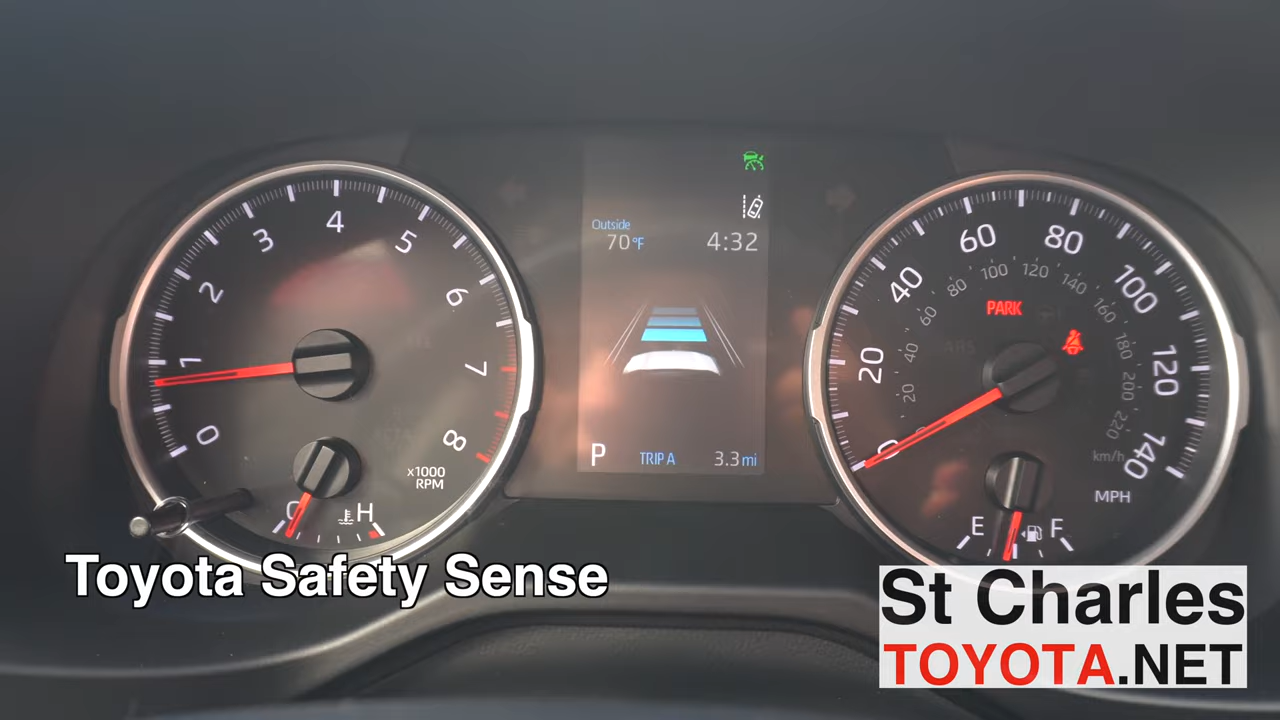 4
3
5
2
6
1
7
0
8
x1000
RPM
C
H
Outside
70°F
4:32
P
TRIP A
3.3 mi
60
80
40
100
20
120
0
140
80
100
120
140
60
160
40
180
20
200
220
PARK
km/h
MPH
E
F
Toyota Safety Sense
St Charles
TOYOTA.NET